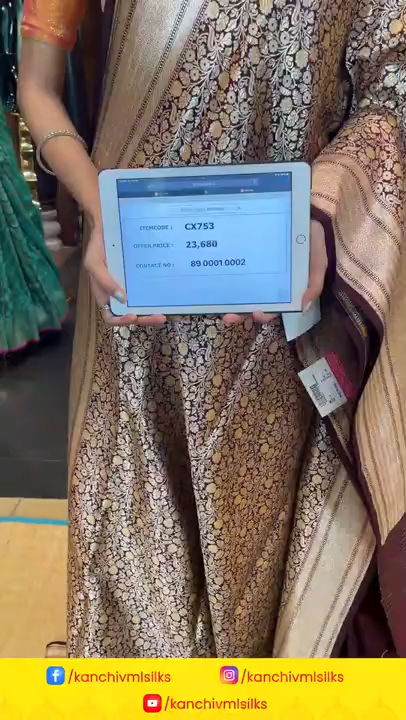 ITEMCODE : CX753
OFFER PRICE : 23,680
CONTACT NO : 89 0001 0002
/kanchivmlsilks /kanchivmlsilks
/kanchivmlsilks